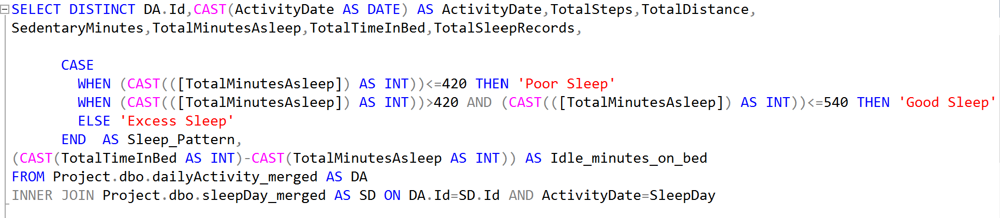 SELECT DISTINCT DA.Id,CAST(ActivityDate AS DATE) AS ActivityDate,TotalSteps,TotalDistance,
SedentaryMinutes,TotalMinutesAsleep,TotalTimeInBed,TotalSleepRecords,
CASE
WHEN (CAST(([TotalMinutesAsleep]) AS INT))<=420 THEN 'Poor Sleep'
WHEN (CAST(([TotalMinutesAsleep]) AS INT))>420 AND (CAST(([TotalMinutesAsleep]) AS INT))<=540 THEN 'Good Sleep'
ELSE 'Excess Sleep'
END  AS Sleep_Pattern,
(CAST(TotalTimeInBed AS INT)-CAST(TotalMinutesAsleep AS INT)) AS Idle_minutes_on_bed
FROM Project.dbo.dailyActivity_merged AS DA
INNER JOIN Project.dbo.sleepDay_merged AS SD ON DA.Id=SD.Id AND ActivityDate=SleepDay